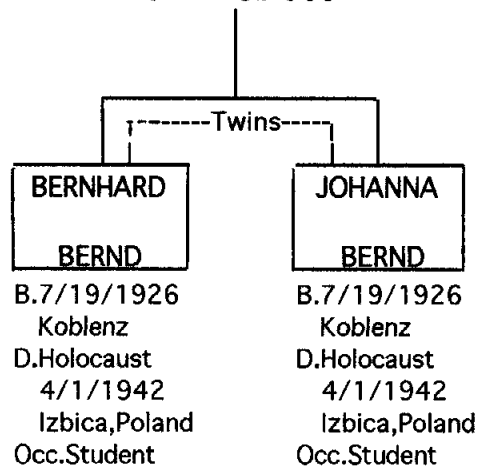 Twins
BERNHARD
BERND
B.7/19/1926
Koblenz
D.Holocaust
4/1/1942
Izbica,Poland
Occ.Student
JOHANNA
BERND
B.7/19/1926
Koblenz
D.Holocaust
4/1/1942
Izbica,Poland
Occ.Student